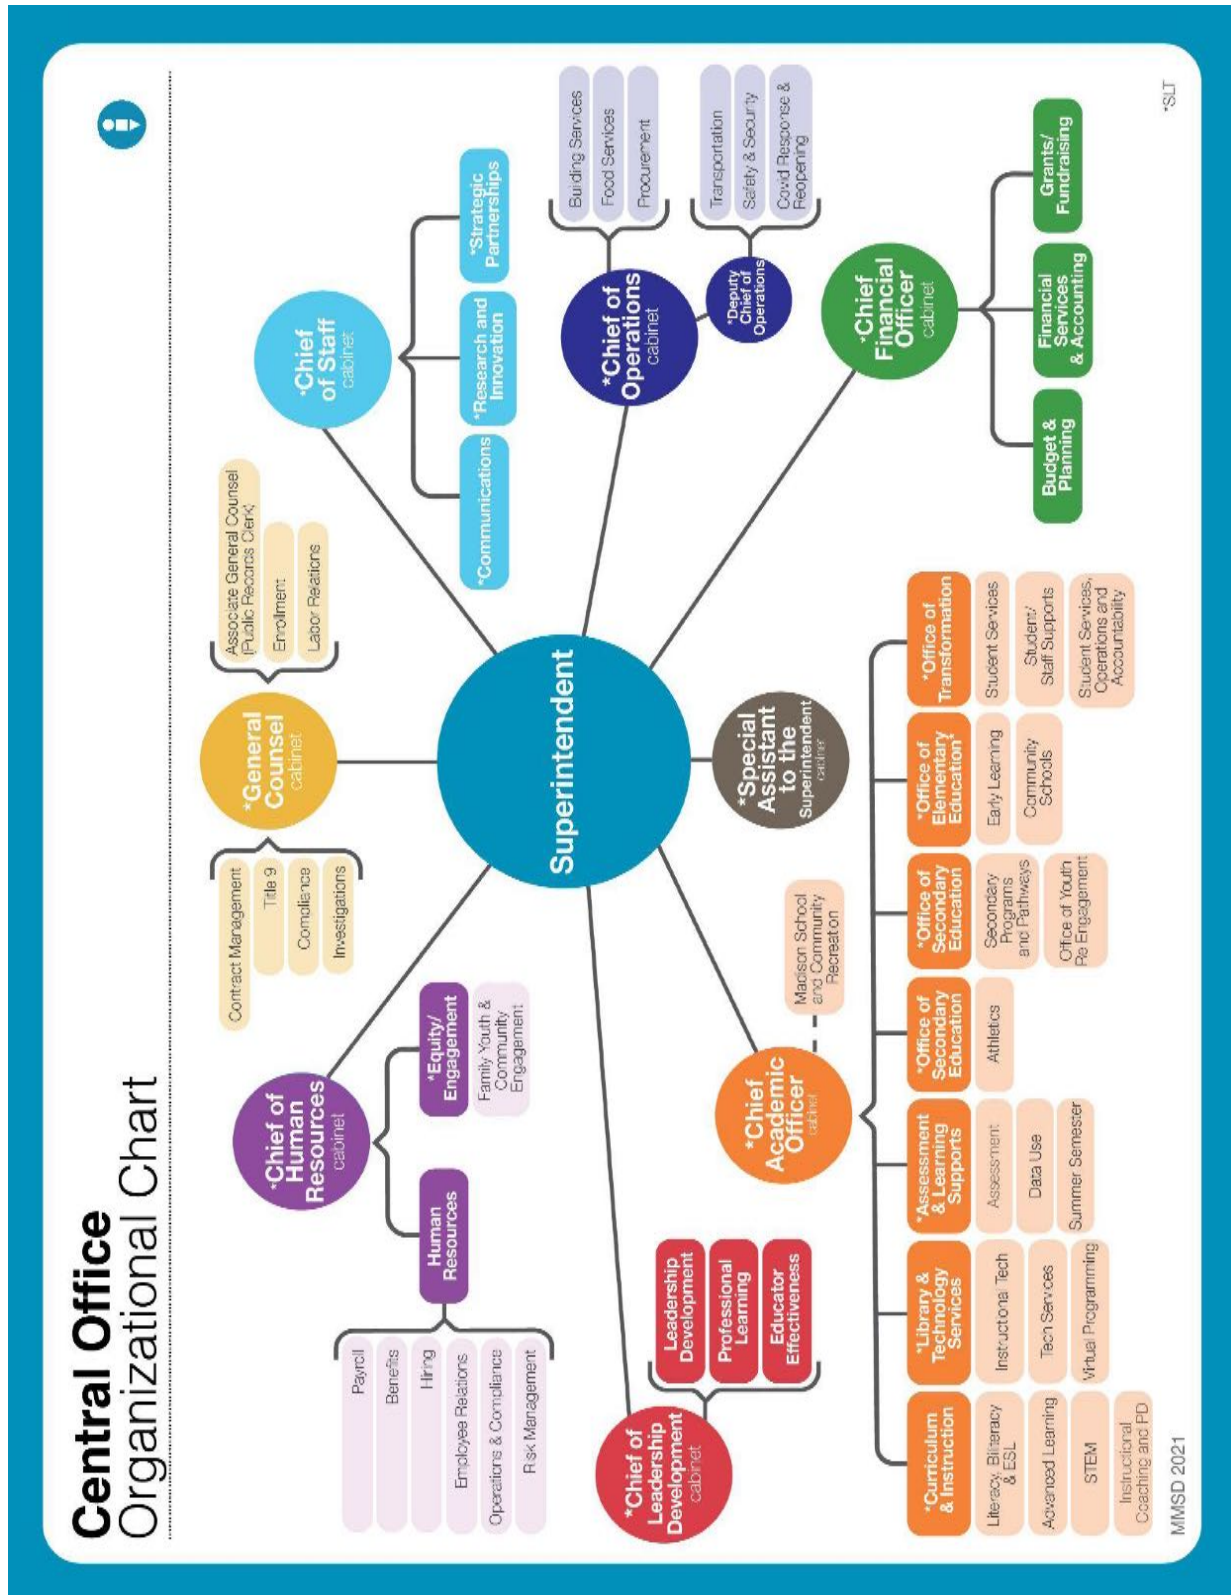 Central Office
Organizational Chart
Superintendent
*Chief of
Human
Resources
cabinet
Human
Resources
Payroll
Benefits
Hiring
Employee Relations
Operations & Compliance
Risk Management
*Equity/
Engagement
Family Youth &
Community
Engagement
*General
Counsel
cabinet
Contract Management
Title 9
Compliance
Investigations
Associate General Counsel
(Public Records Clerk)
Enrollment
Labor Relations
*Chief
of Staff
cabinet
*Communications
*Research and
Innovation
*Strategic
Partnerships
*Chief of
Operations
cabinet
Building Services
Food Services
Procurement
*Deputy
Chief of
Operations
Transportation
Safety & Security
Covid Response &
Reopening
*Chief
Financial
Officer
cabinet
Budget &
Planning
Financial
Services
& Accounting
Grants/
Fundraising
*Special
Assistant
to the
Superintendent
cabinet
*Chief of
Leadership
Development
cabinet
Leadership
Development
Professional
Learning
Educator
Effectiveness
*Chief
Academic
Officer
cabinet
Madison School
and Community
Recreation
*Curriculum
& Instruction
Literacy, Biliteracy
& ESL
Advanced Learning
STEM
Instructional
Coaching and PD
*Library &
Technology
Services
Instructional Tech
Tech Services
Virtual Programming
*Assessment
& Learning
Supports
Assessment
Data Use
Summer Semester
*Office of
Secondary
Education
Athletics
*Office of
Secondary
Education
Secondary
Programs
and Pathways
Office of Youth
Re Engagement
*Office of
Elementary
Education
Early Learning
Community
Schools
*Office of
Transformation
Student Services
Student/
Staff Supports
Student Services,
Operations and
Accountability
MMSD 2021
*SLT